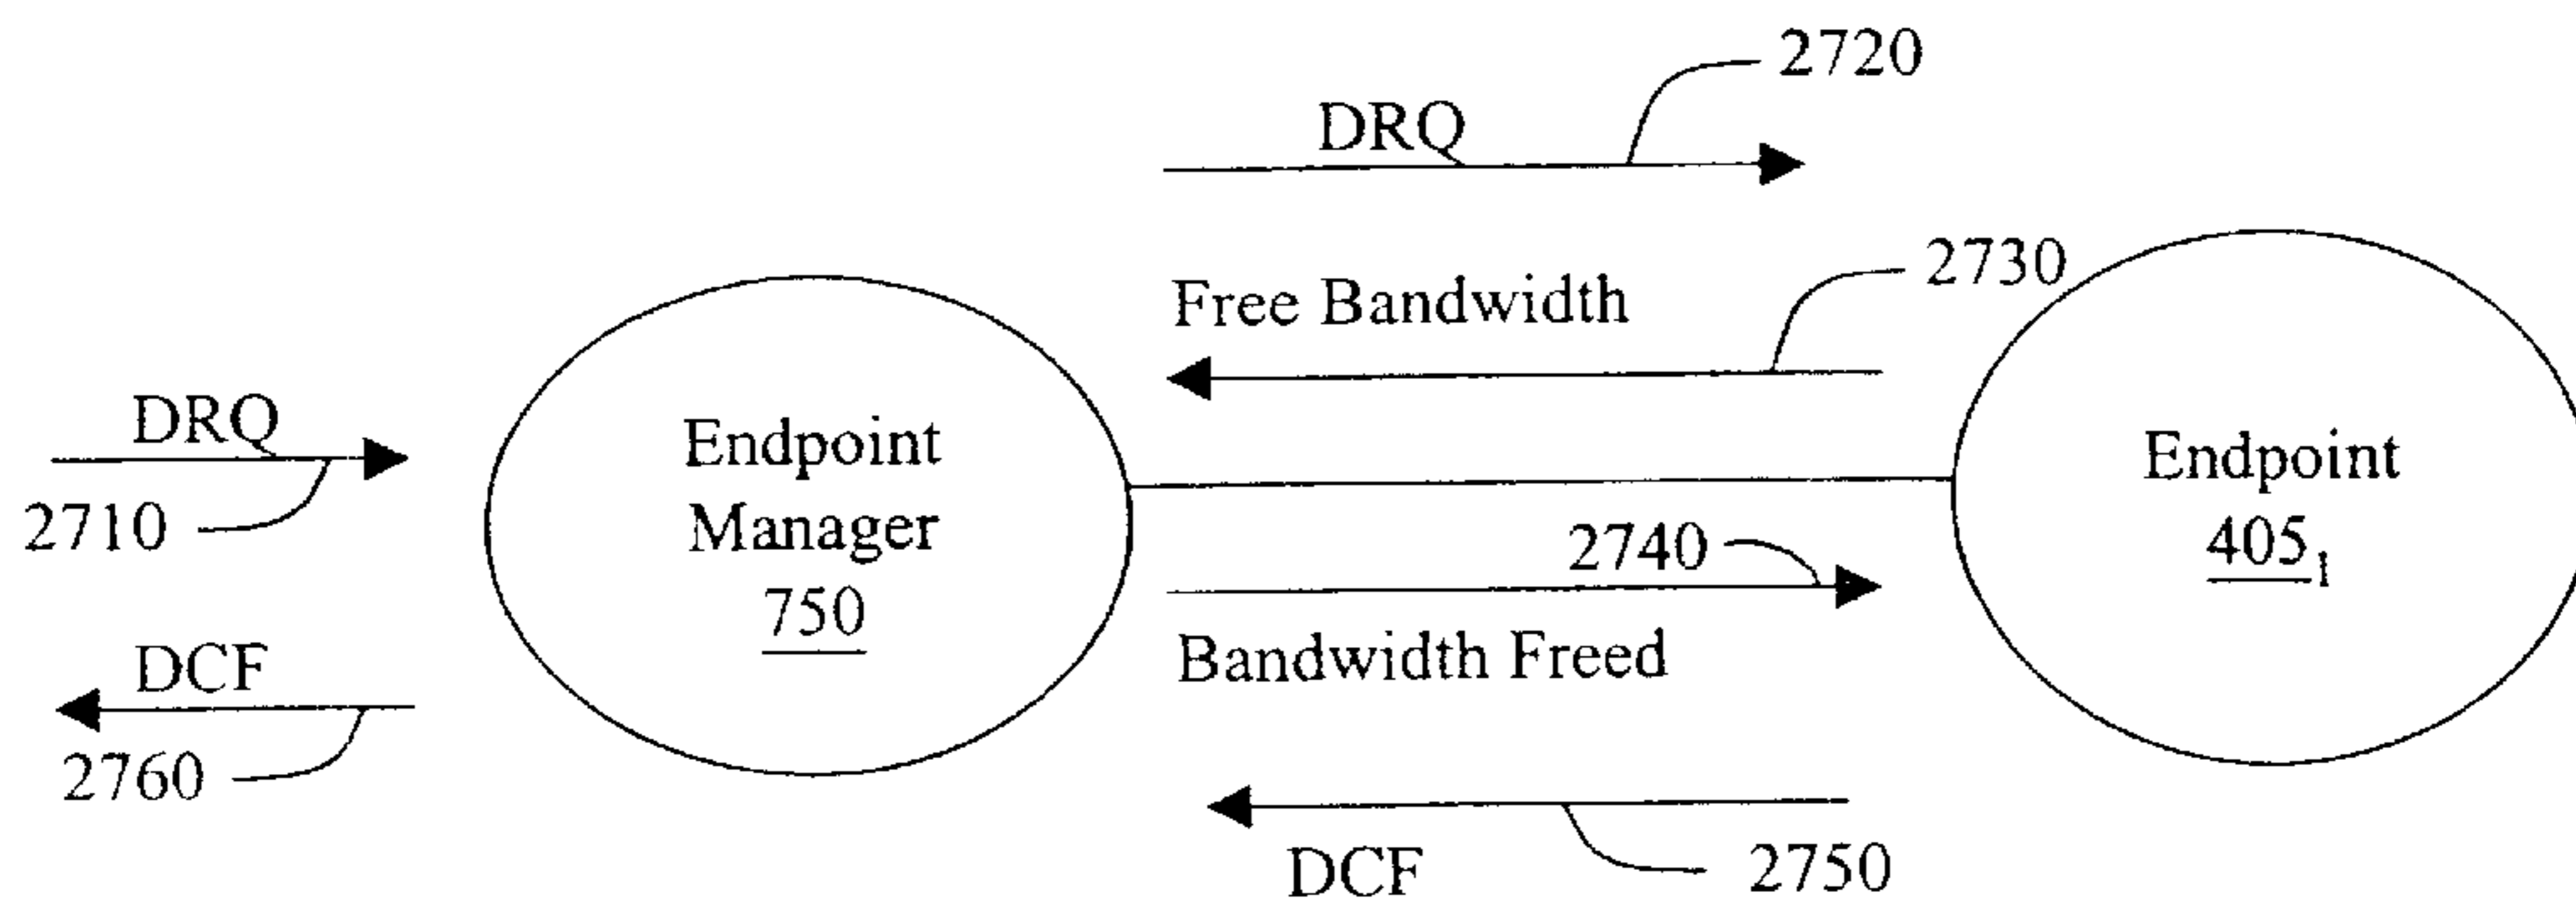 2720
DRQ
2730
Free Bandwidth
DRQ
2710
Endpoint
Manager
750
Endpoint
405₁
2740
Bandwidth Freed
DCF
2760
DCF
2750